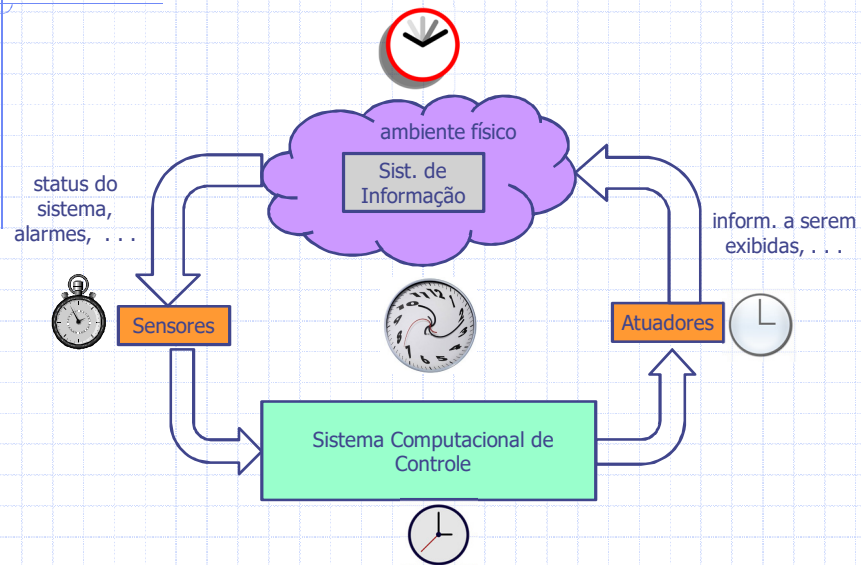 ambiente físico
Sist. de
Informação
status do
sistema,
alarmes, . . .
inform. a serem
exibidas, . . .
Sensores
Atuadores
Sistema Computacional de
Controle